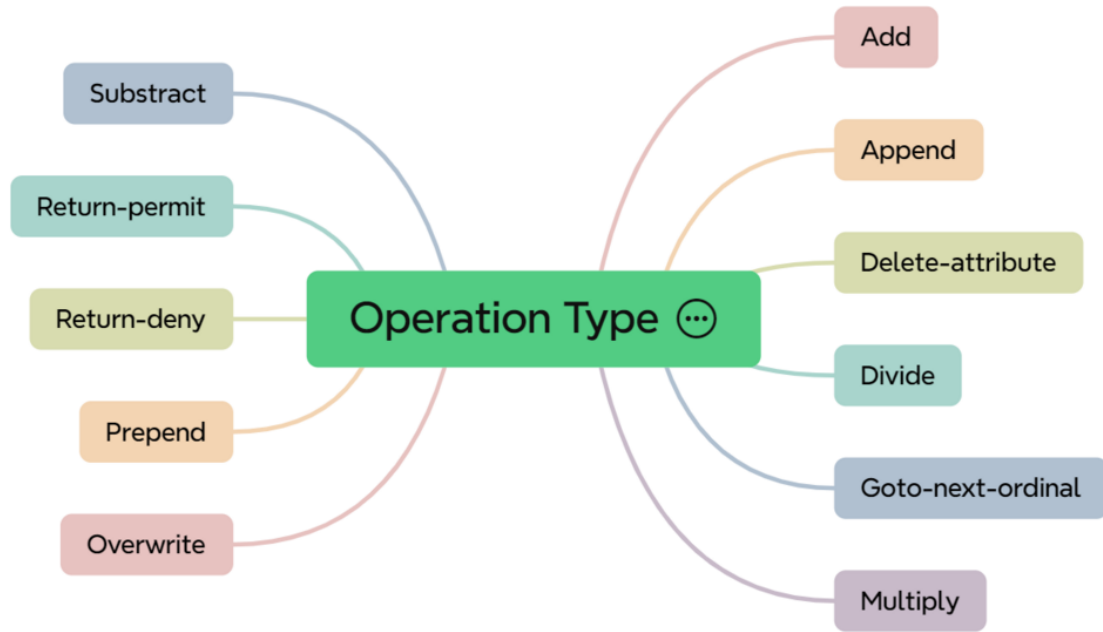 Operation Type
Add
Append
Delete-attribute
Divide
Goto-next-ordinal
Multiply
Substract
Return-permit
Return-deny
Prepend
Overwrite